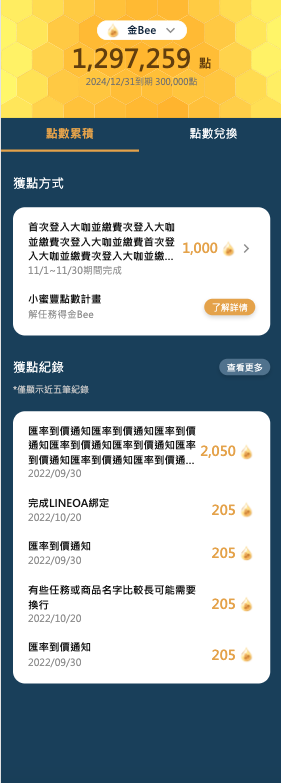 金Bee
1,297,259 點
2024/12/31到期 300,000點
點數累積
點數兌換
獲點方式
首次登入大咖並繳費次登入大咖
並繳費次登入大咖並繳費首次登
入大咖並繳費次登入大咖並繳...
1,000
11/1~11/30期間完成
小蜜豐點數計畫
解任務得金Bee
了解詳情
獲點紀錄
查看更多
*僅顯示近五筆紀錄
匯率到價通知匯率到價通知匯率到價
通知匯率到價通知匯率到價通知匯率
到價通知匯率到價通知匯率到價通...
2,050
2022/09/30
完成LINEOA綁定
2022/10/20
205
匯率到價通知
2022/09/30
205
有些任務或商品名字比較長可能需要
換行
2022/10/20
205
匯率到價通知
2022/09/30
205